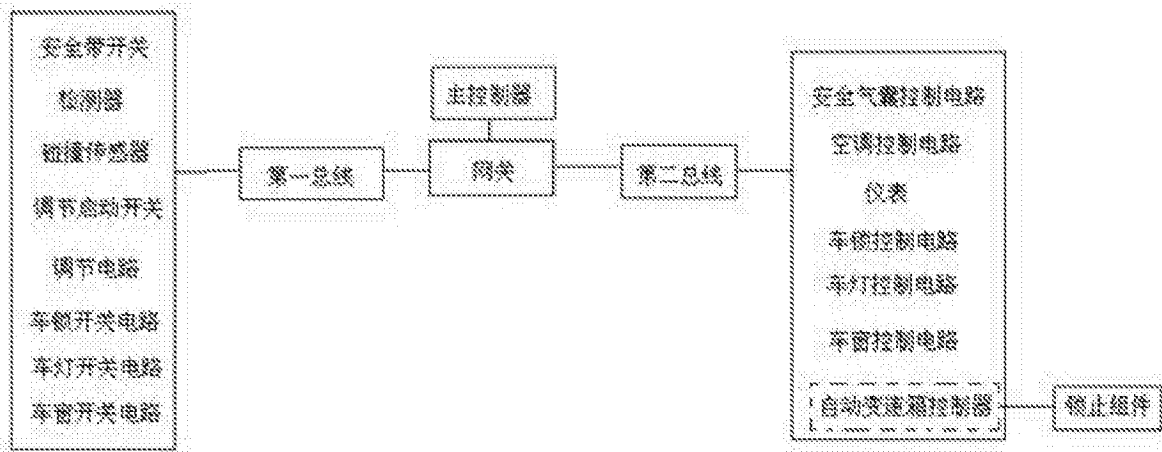 安全带开关
检测器
碰撞传感器
调节启动开关
调节电路
车锁开关电路
车灯开关电路
车窗开关电路
第一总线
主控制器
网关
第二总线
安全气囊控制电路
空调控制电路
仪表
车锁控制电路
车灯控制电路
车窗控制电路
自动变速箱控制器
锁止组件